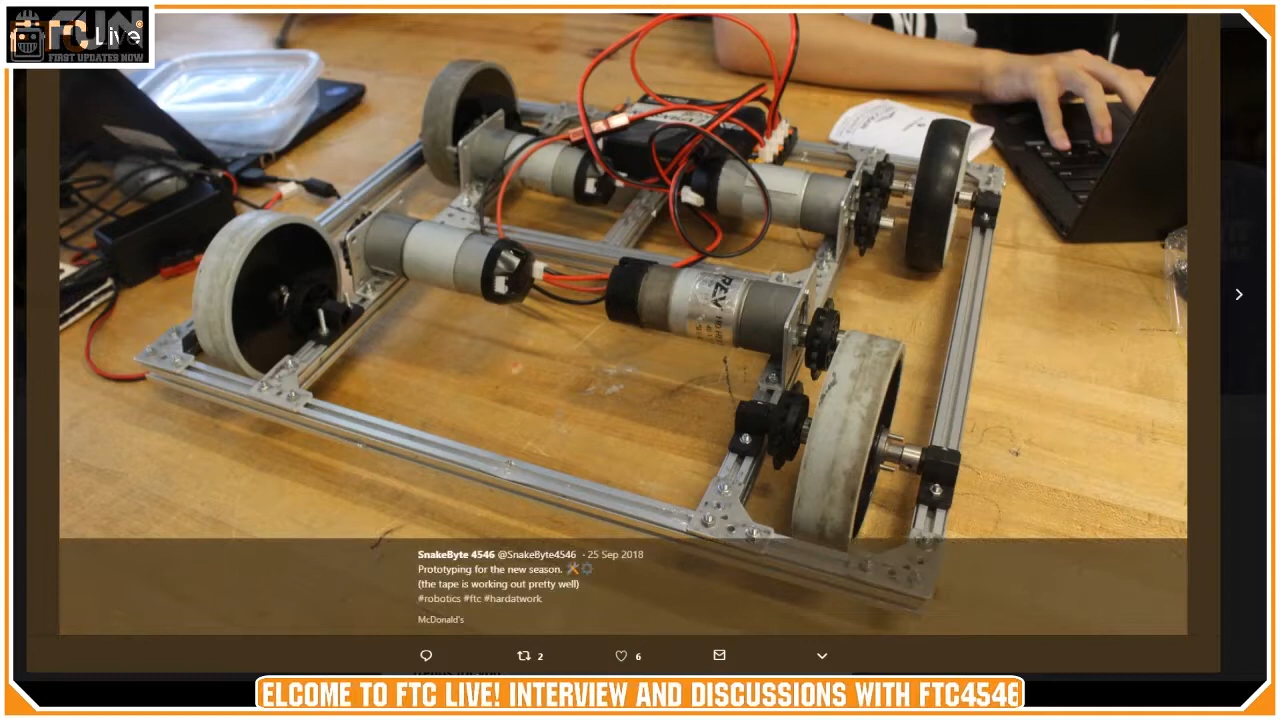 FTC Live
FUN
FIRST UPDATES NOW
REV
SnakeByte 4546 @SnakeByte4546 · 25 Sep 2018
Prototyping for the new season. 🛠️⚙️
(the tape is working out pretty well)
#robotics #ftc #hardatwork
McDonald's
2
6
ELCOME TO FTC LIVE! INTERVIEW AND DISCUSSIONS WITH FTC4546